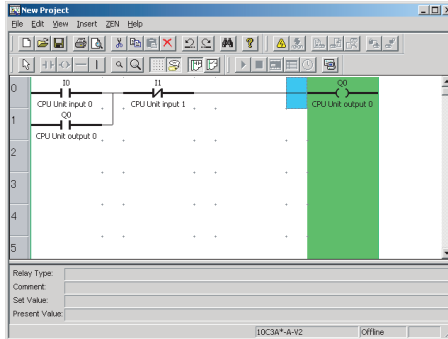 New Project
File Edit View Insert ZEN Help
0 I0 I1 Q0
CPU Unit input 0 CPU Unit input 1 CPU Unit output 0
1 Q0
CPU Unit output 0
2
3
4
5
Relay Type:
Comment:
Set Value:
Present Value:
10C3A*-A-V2 Offline